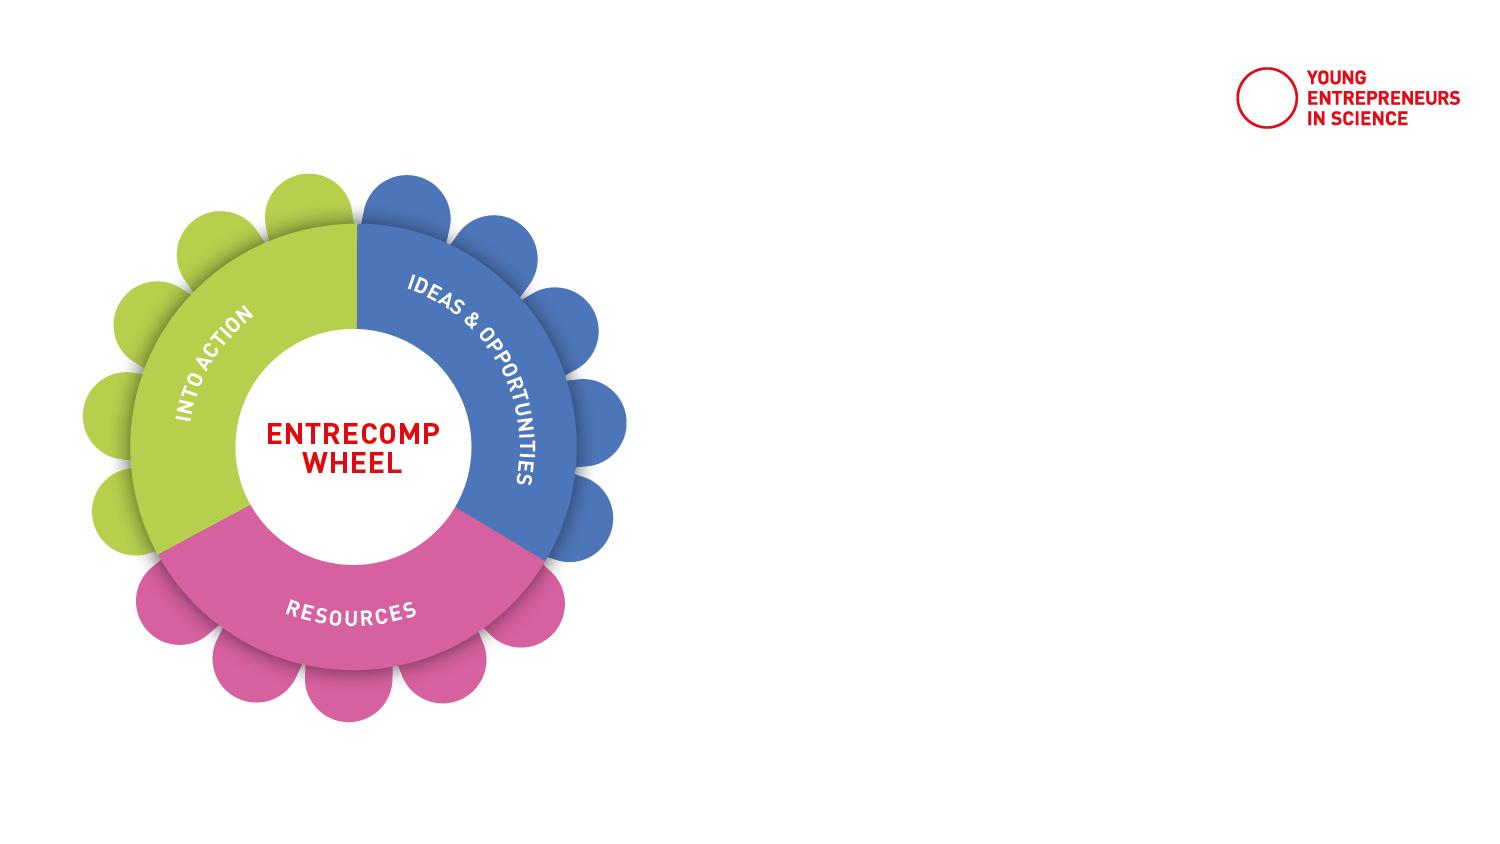 YOUNG
ENTREPRENEURS
IN SCIENCE
INTO ACTION
IDEAS & OPPORTUNITIES
ENTRECOMP
WHEEL
RESOURCES